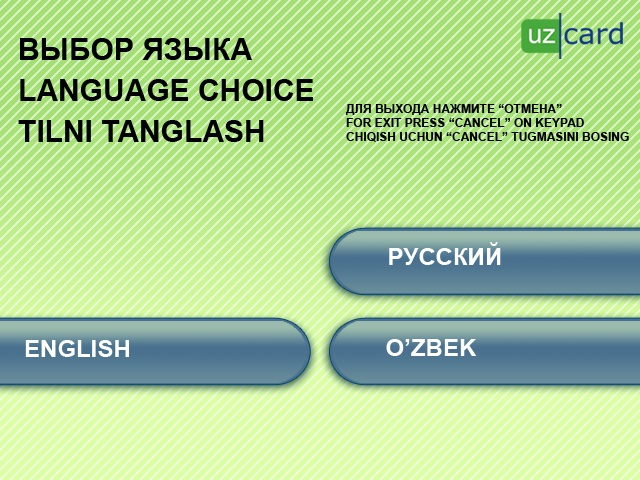 ВЫБОР ЯЗЫКА
LANGUAGE CHOICE
TILNI TANGLASH
uz card
ДЛЯ ВЫХОДА НАЖМИТЕ “ОТМЕНА”
FOR EXIT PRESS “CANCEL” ON KEYPAD
CHIQISH UCHUN “CANCEL” TUGMASINI BOSING
РУССКИЙ
ENGLISH
O’ZBEK